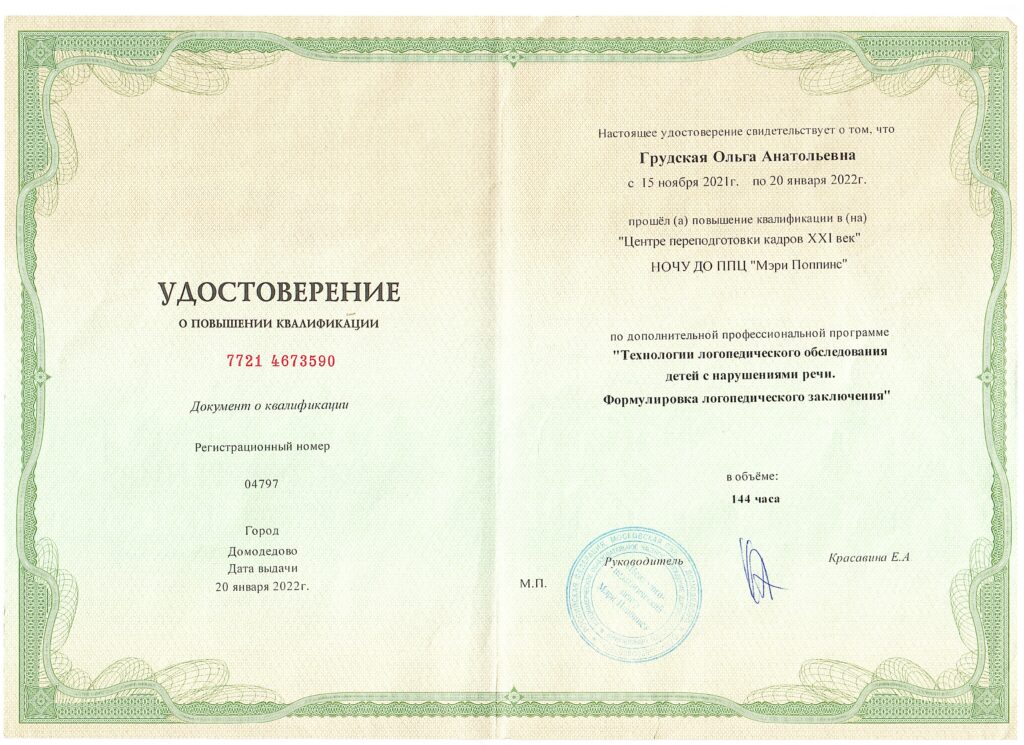 УДОСТОВЕРЕНИЕ
О ПОВЫШЕНИИ КВАЛИФИКАЦИИ
7721 4673590
Документ о квалификации
Регистрационный номер
04797
Город
Домодедово
Дата выдачи
20 января 2022г.
Настоящее удостоверение свидетельствует о том, что
Грудская Ольга Анатольевна
с 15 ноября 2021г. по 20 января 2022г.
прошёл (а) повышение квалификации в (на)
"Центре переподготовки кадров XXI век"
НОЧУ ДО ППЦ "Мэри Поппинс"
по дополнительной профессиональной программе
"Технологии логопедического обследования
детей с нарушениями речи.
Формулировка логопедического заключения"
в объёме:
144 часа
М.П.
Руководитель
Красавина Е.А